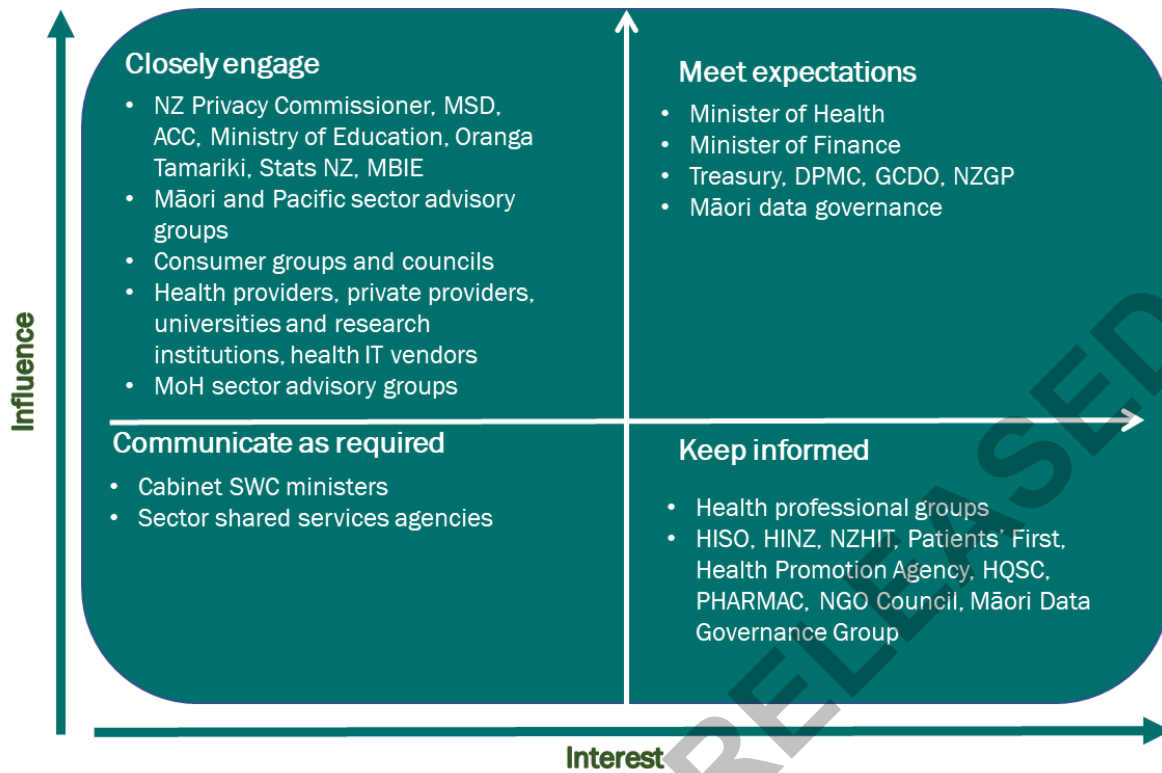 Closely engage
• NZ Privacy Commissioner, MSD,
ACC, Ministry of Education, Oranga
Tamariki, Stats NZ, MBIE
• Māori and Pacific sector advisory
groups
• Consumer groups and councils
• Health providers, private providers,
universities and research
institutions, health IT vendors
• MoH sector advisory groups
Meet expectations
• Minister of Health
• Minister of Finance
• Treasury, DPMC, GCDO, NZGP
• Māori data governance
Influence
Communicate as required
• Cabinet SWC ministers
• Sector shared services agencies
Keep informed
• Health professional groups
• HISO, HINZ, NZHIT, Patients’ First,
Health Promotion Agency, HQSC,
PHARMAC, NGO Council, Māori Data
Governance Group
Interest
RELEASED